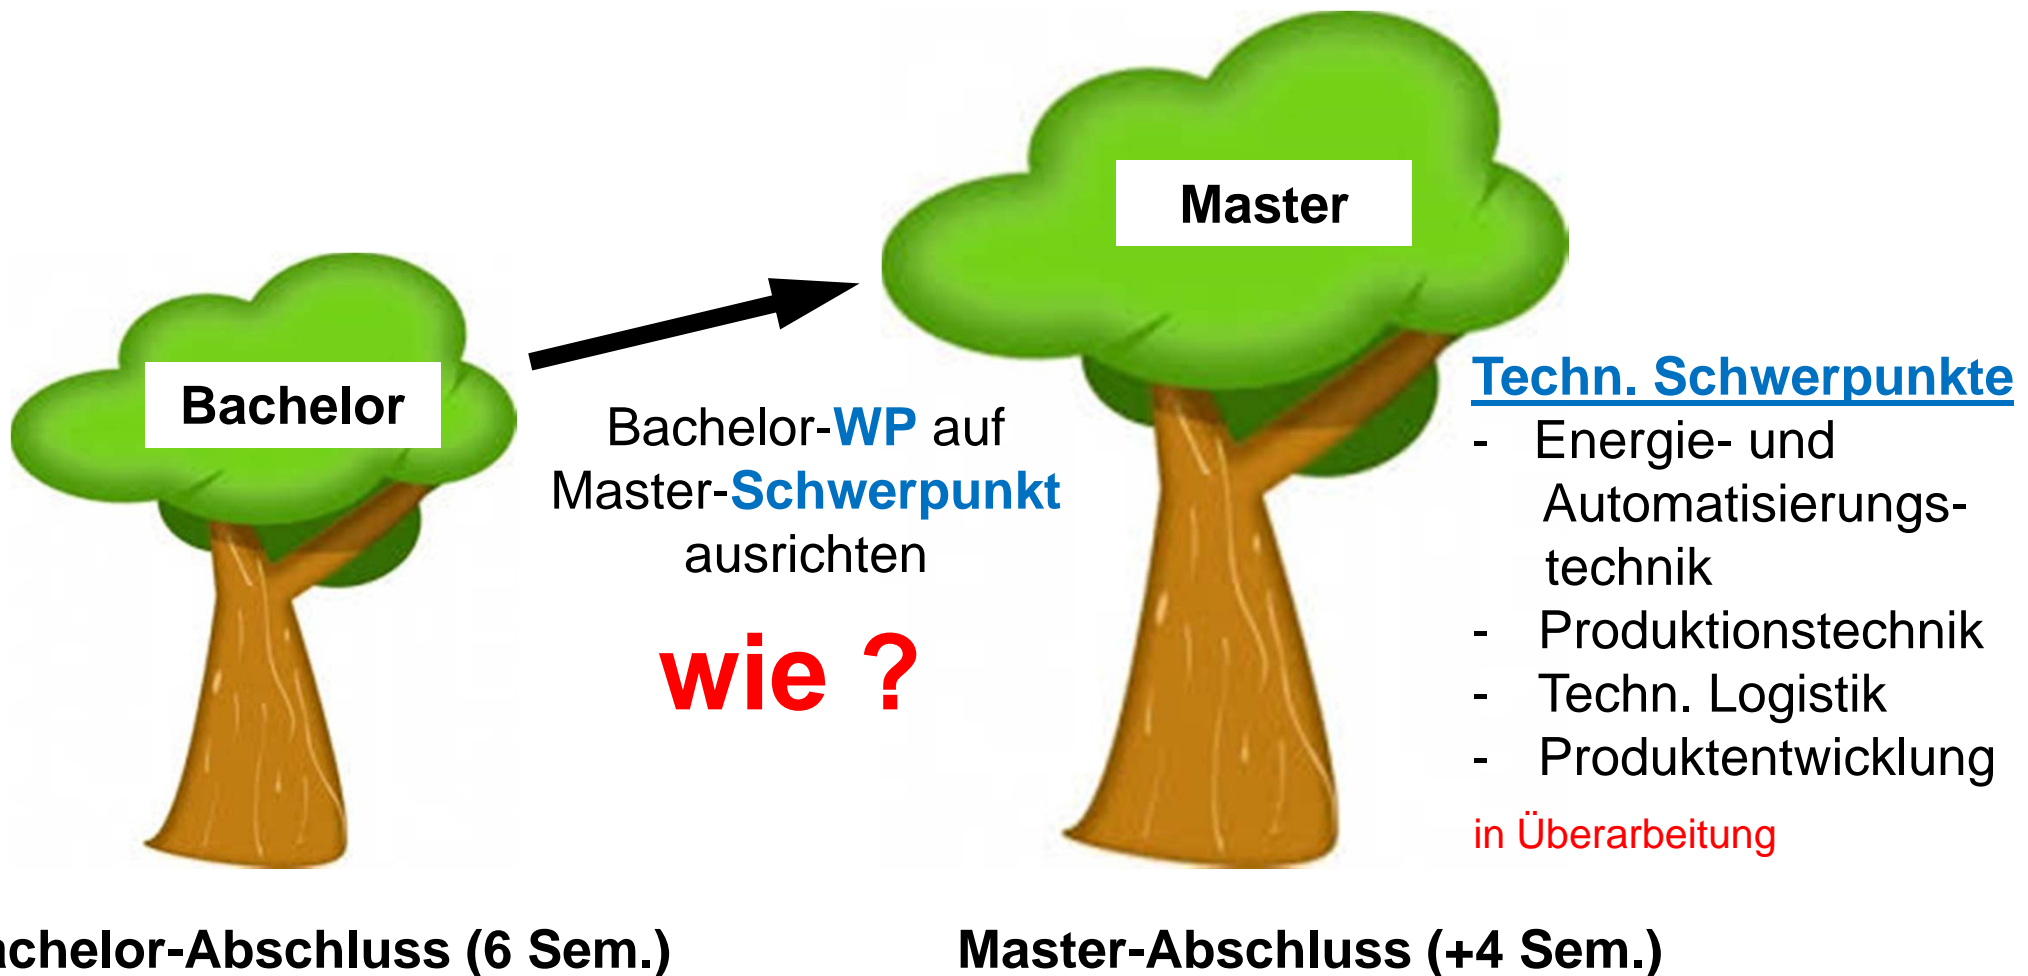 Master
Bachelor
Bachelor-WP auf
Master-Schwerpunkt
ausrichten
wie ?
Techn. Schwerpunkte
- Energie- und
Automatisierungs-
technik
- Produktionstechnik
- Techn. Logistik
- Produktentwicklung
in Überarbeitung
achelor-Abschluss (6 Sem.)
Master-Abschluss (+4 Sem.)